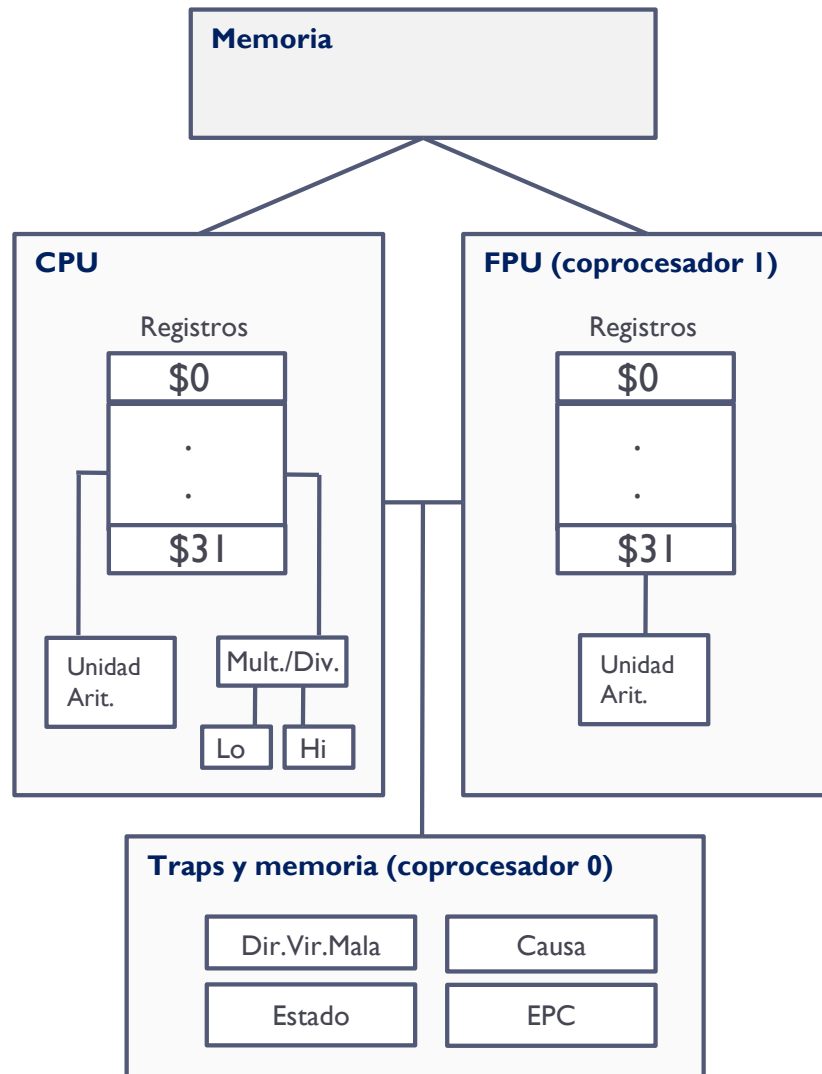 Memoria
CPU
Registros
$0
.
.
$31
Unidad
Arit.
Mult./Div.
Lo
Hi
FPU (coprocesador 1)
Registros
$0
.
.
$31
Unidad
Arit.
Traps y memoria (coprocesador 0)
Dir.Vir.Mala
Causa
Estado
EPC